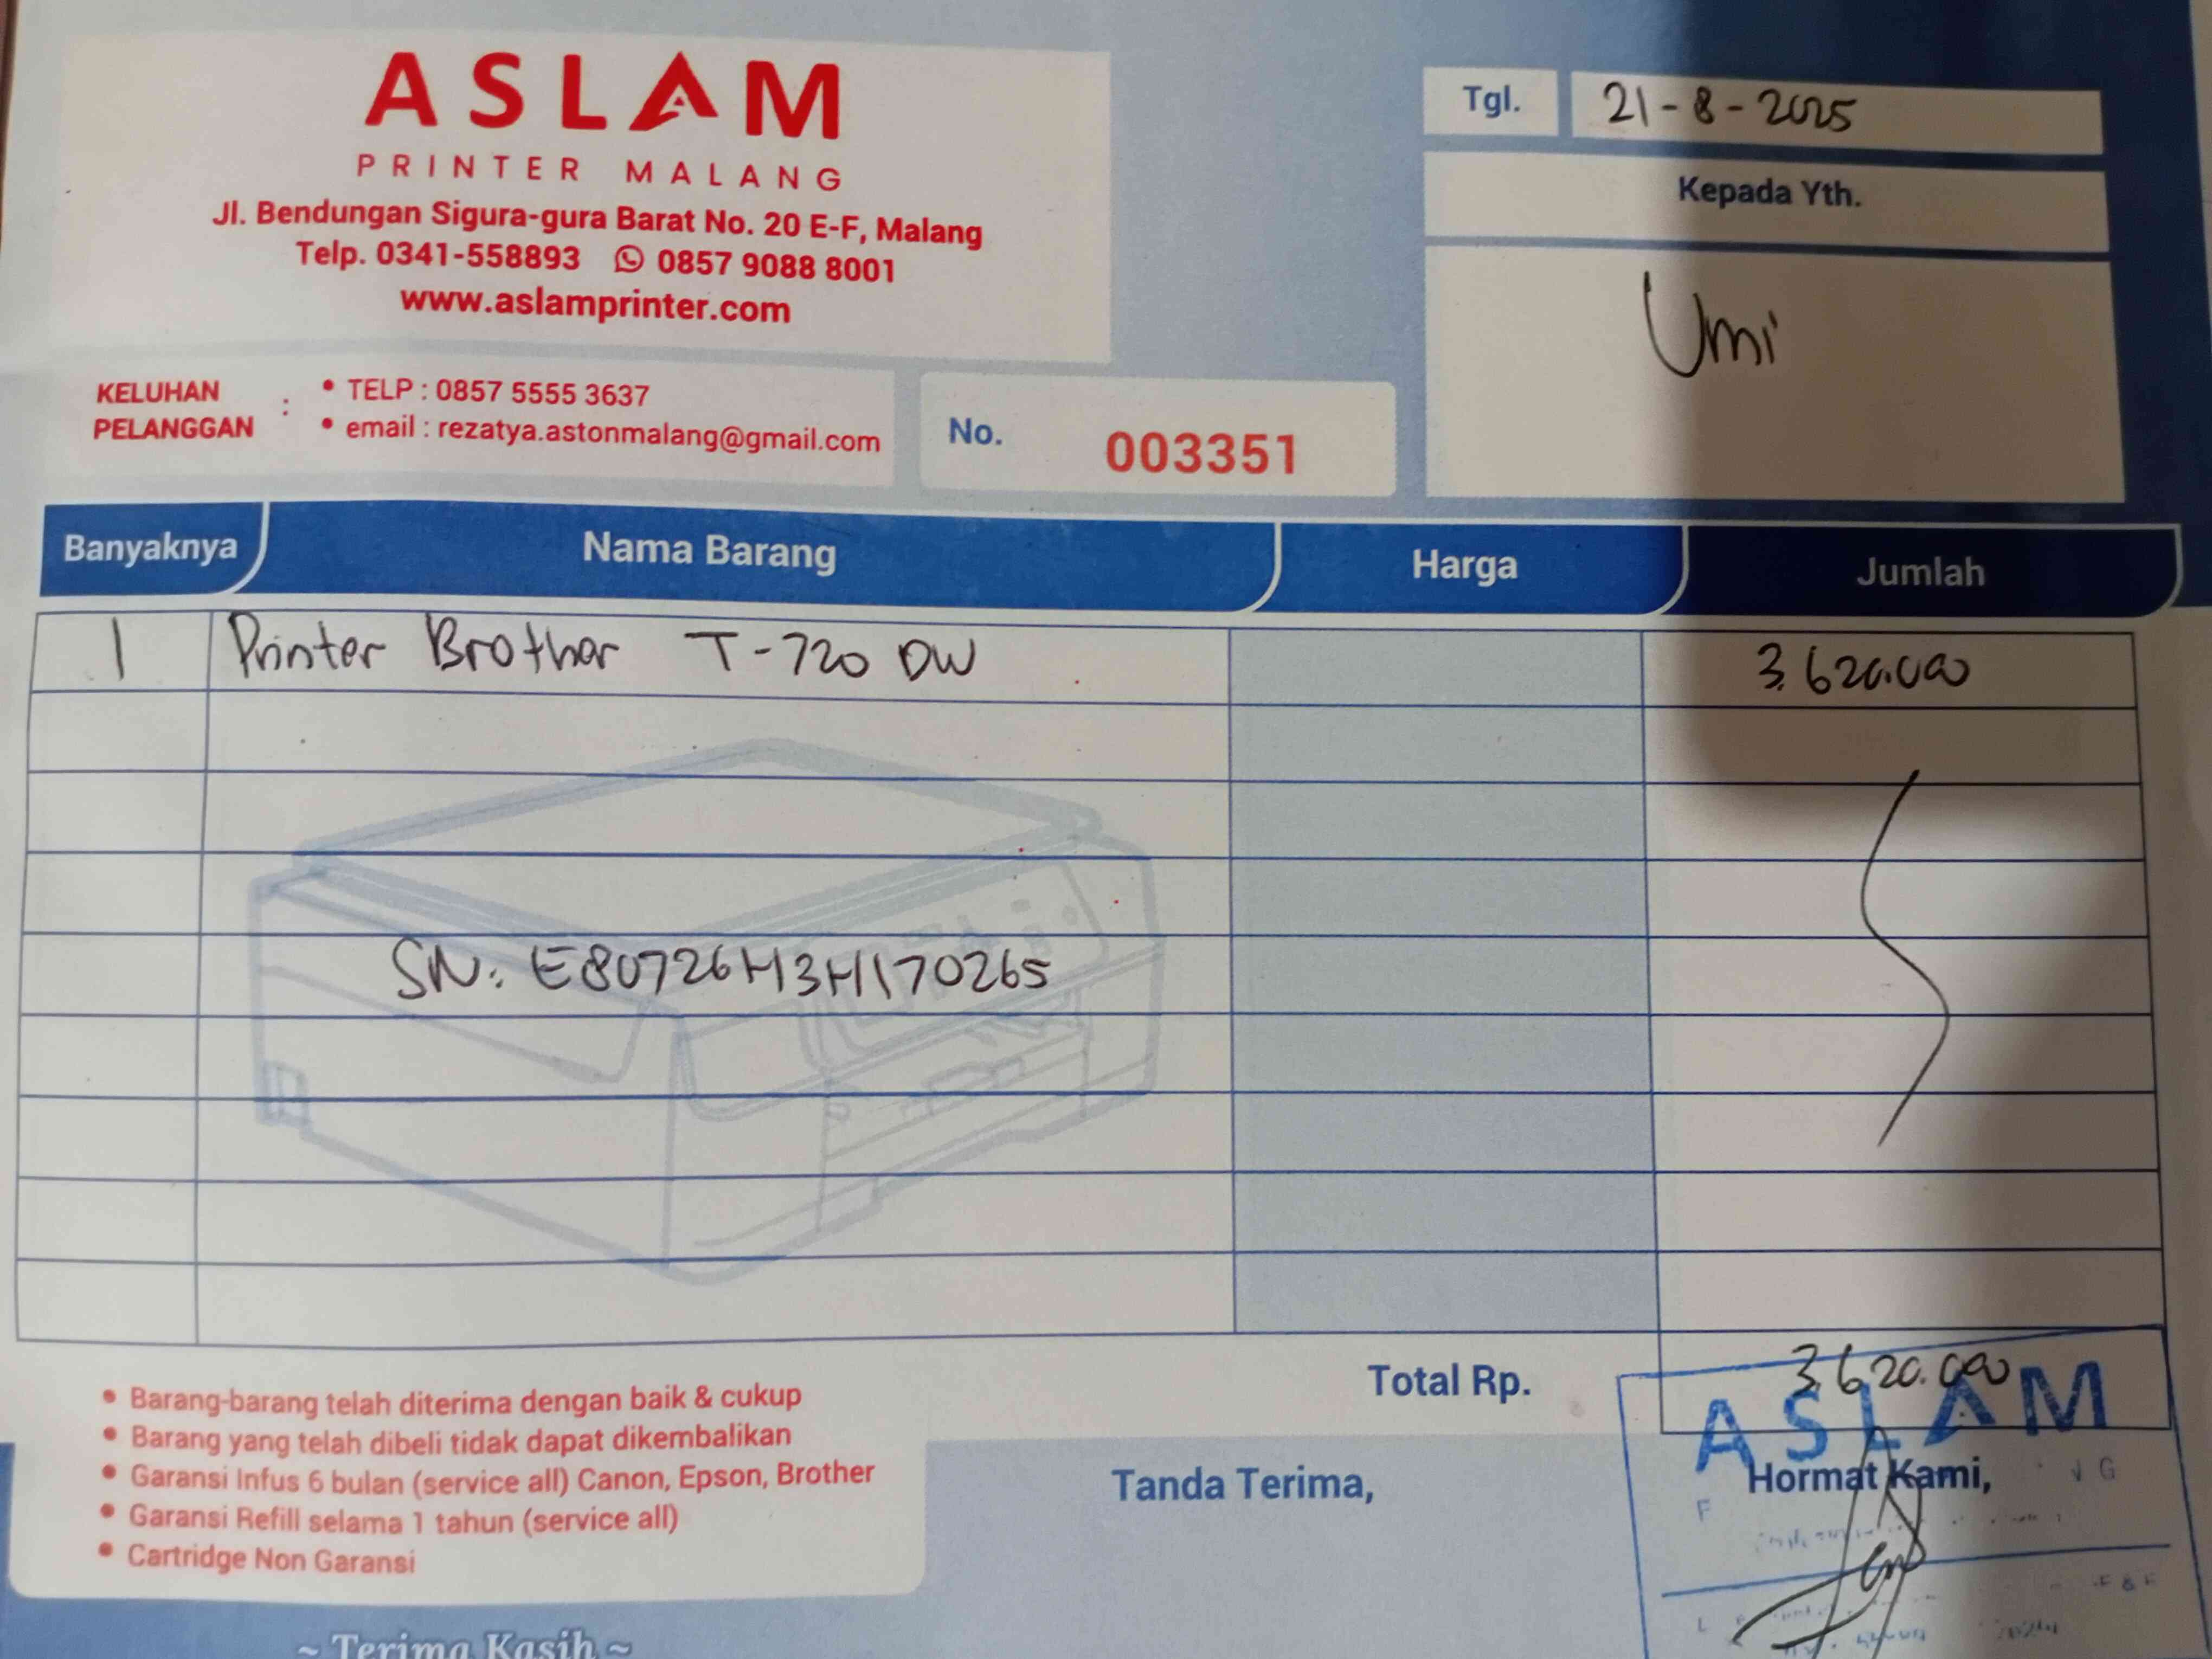 ASLAM
PRINTER MALANG
Jl. Bendungan Sigura-gura Barat No. 20 E-F, Malang
Telp. 0341-558893 0857 9088 8001
www.aslamprinter.com
KELUHAN PELANGGAN :
• TELP : 0857 5555 3637
• email : rezatya.astonmalang@gmail.com
No. 003351
Tgl. 21-8-2025
Kepada Yth.
Umi
Banyaknya Nama Barang Harga Jumlah
1 Printer Brother T-720 DW 3.620.000
SN: E80726H3H170265
Total Rp. 3.620.000
• Barang-barang telah diterima dengan baik & cukup
• Barang yang telah dibeli tidak dapat dikembalikan
• Garansi Infus 6 bulan (service all) Canon, Epson, Brother
• Garansi Refill selama 1 tahun (service all)
• Cartridge Non Garansi
Tanda Terima,
Hormat Kami,
ASLAM
~ Terima Kasih ~